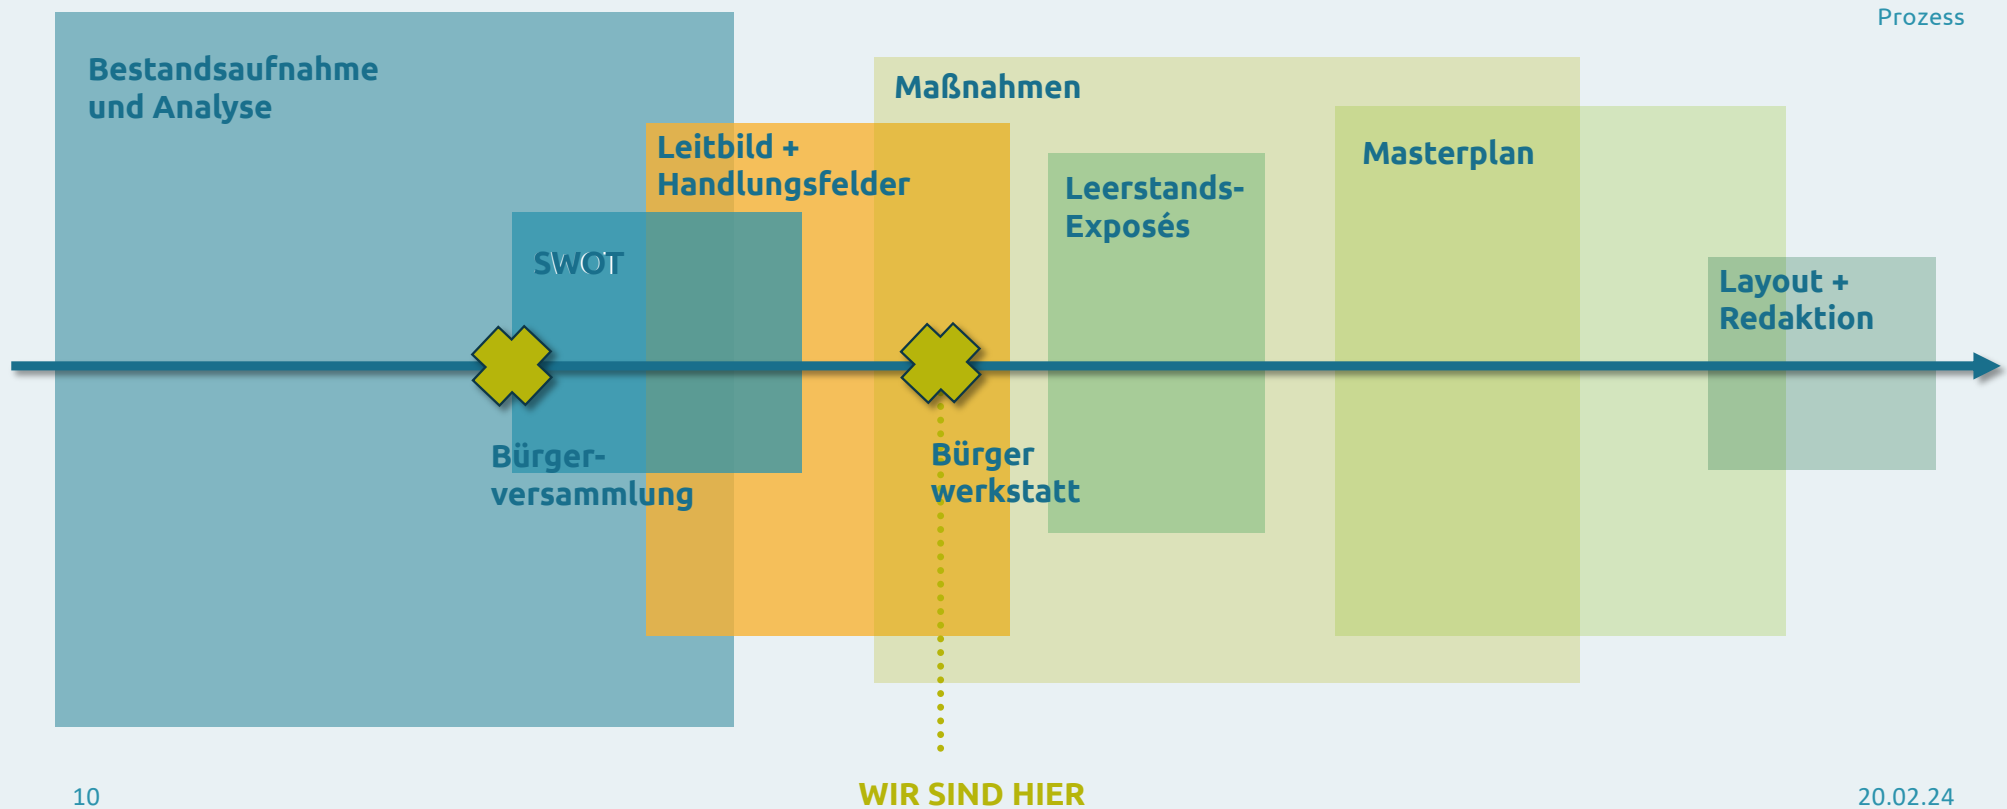 Prozess
Bestandsaufnahme
und Analyse
Maßnahmen
Leitbild +
Handlungsfelder
Masterplan
Leerstands-
Exposés
SWOT
Layout +
Redaktion
Bürger-
versammlung
Bürger
werkstatt
WIR SIND HIER
10
20.02.24